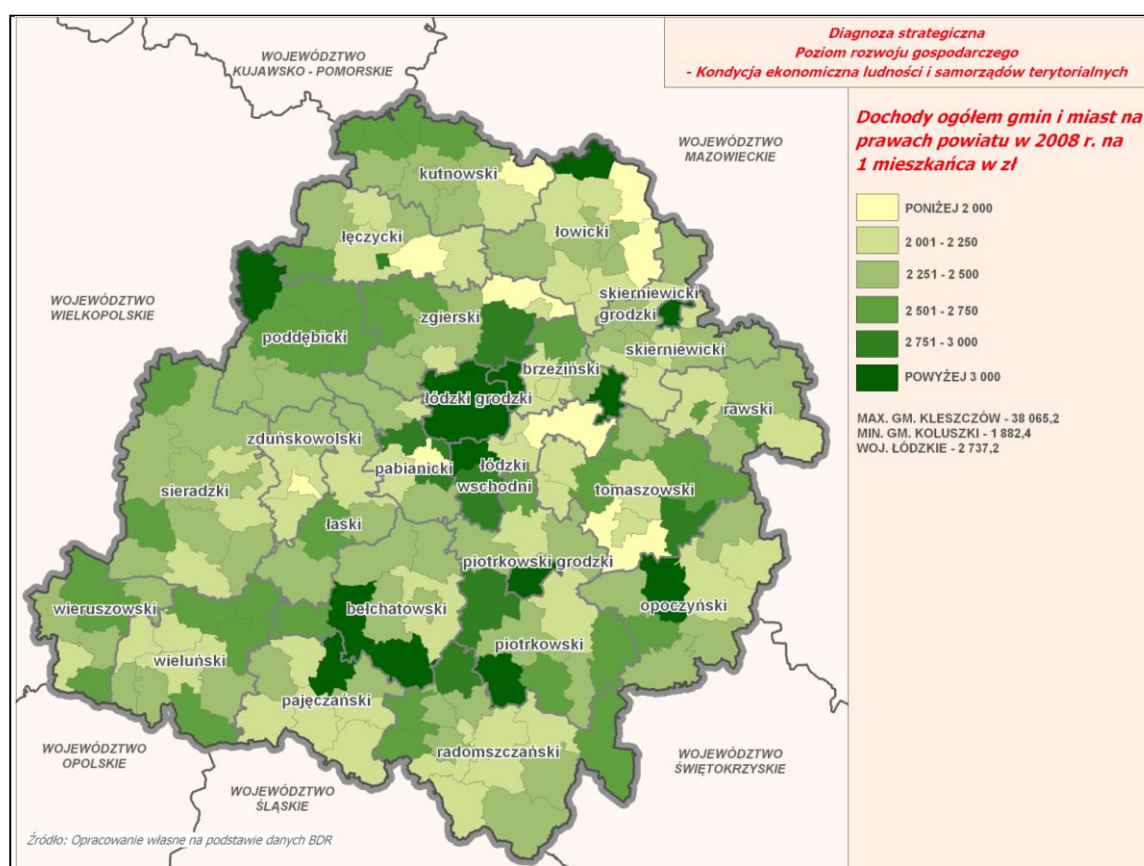 Diagnoza strategiczna
Poziom rozwoju gospodarczego
- Kondycja ekonomiczna ludności i samorządów terytorialnych
Dochody ogółem gmin i miast na
prawach powiatu w 2008 r. na
1 mieszkańca w zł
PONIŻEJ 2 000
2 001 - 2 250
2 251 - 2 500
2 501 - 2 750
2 751 - 3 000
POWYŻEJ 3 000
MAX. GM. KLESZCZÓW - 38 065,2
MIN. GM. KOLUSZKI - 1 882,4
WOJ. ŁÓDZKIE - 2 737,2
WOJEWÓDZTWO
KUJAWSKO - POMORSKIE
WOJEWÓDZTWO
MAZOWIECKIE
kutnowski
łęczycki
łowicki
WOJEWÓDZTWO
WIELKOPOLSKIE
skierniewicki
grodzki
zgierski
poddębicki
skierniewicki
brzeziński
łódzki grodzki
rawski
zduńskowolski
pabianicki
łódzki
wschodni
sieradzki
tomaszowski
łaski
piotrkowski grodzki
wieruszowski
bełchatowski
opoczyński
piotrkowski
wieluński
pajęczański
radomszczański
WOJEWÓDZTWO
OPOLSKIE
WOJEWÓDZTWO
ŚLĄSKIE
WOJEWÓDZTWO
ŚWIĘTOKRZYSKIE
Źródło: Opracowanie własne na podstawie danych BDR